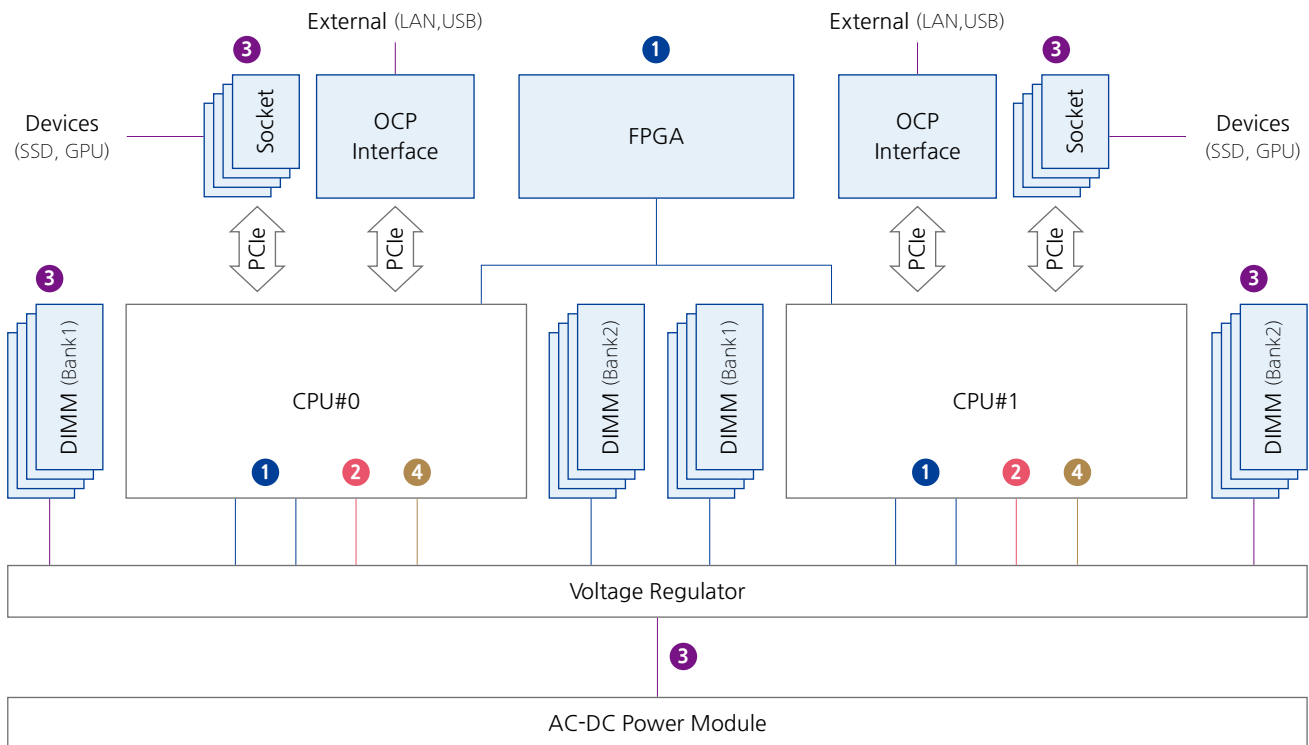 External (LAN,USB)
External (LAN,USB)
3
1
3
Devices
(SSD, GPU)
Socket
OCP
Interface
FPGA
OCP
Interface
Socket
Devices
(SSD, GPU)
PCIe
PCIe
PCIe
PCIe
3
3
DIMM (Bank1)
CPU#0
DIMM (Bank2)
DIMM (Bank1)
CPU#1
DIMM (Bank2)
1
2
4
1
2
4
Voltage Regulator
3
AC-DC Power Module